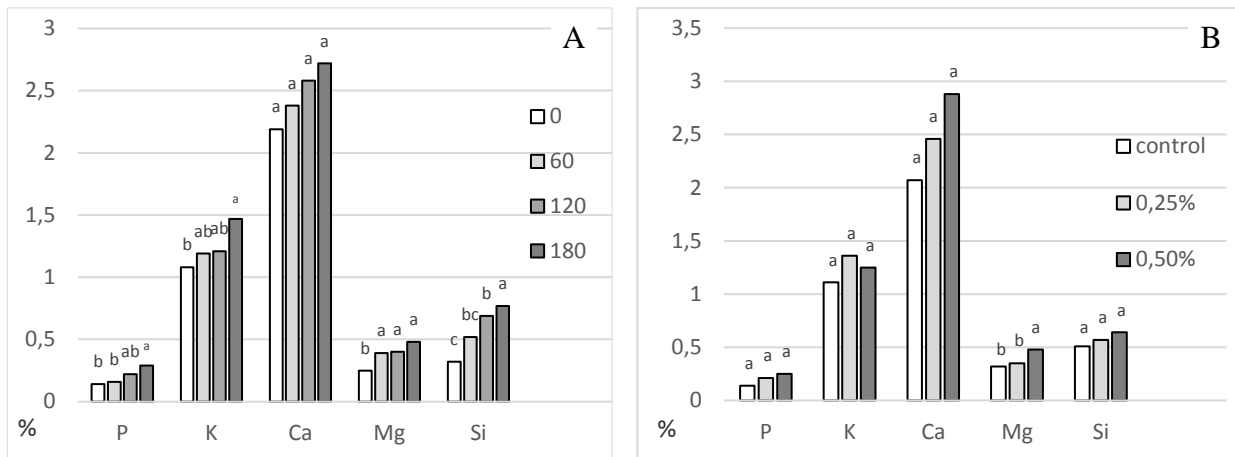 A
3
2,5
2
1,5
1
0,5
0
%
b b ab a
b ab ab a
a a a a
b a a a
c bc b a
P K Ca Mg Si
0
60
120
180
B
3,5
3
2,5
2
1,5
1
0,5
0
%
a a a
a a a
a a a
b b a
a a a
P K Ca Mg Si
control
0,25%
0,50%